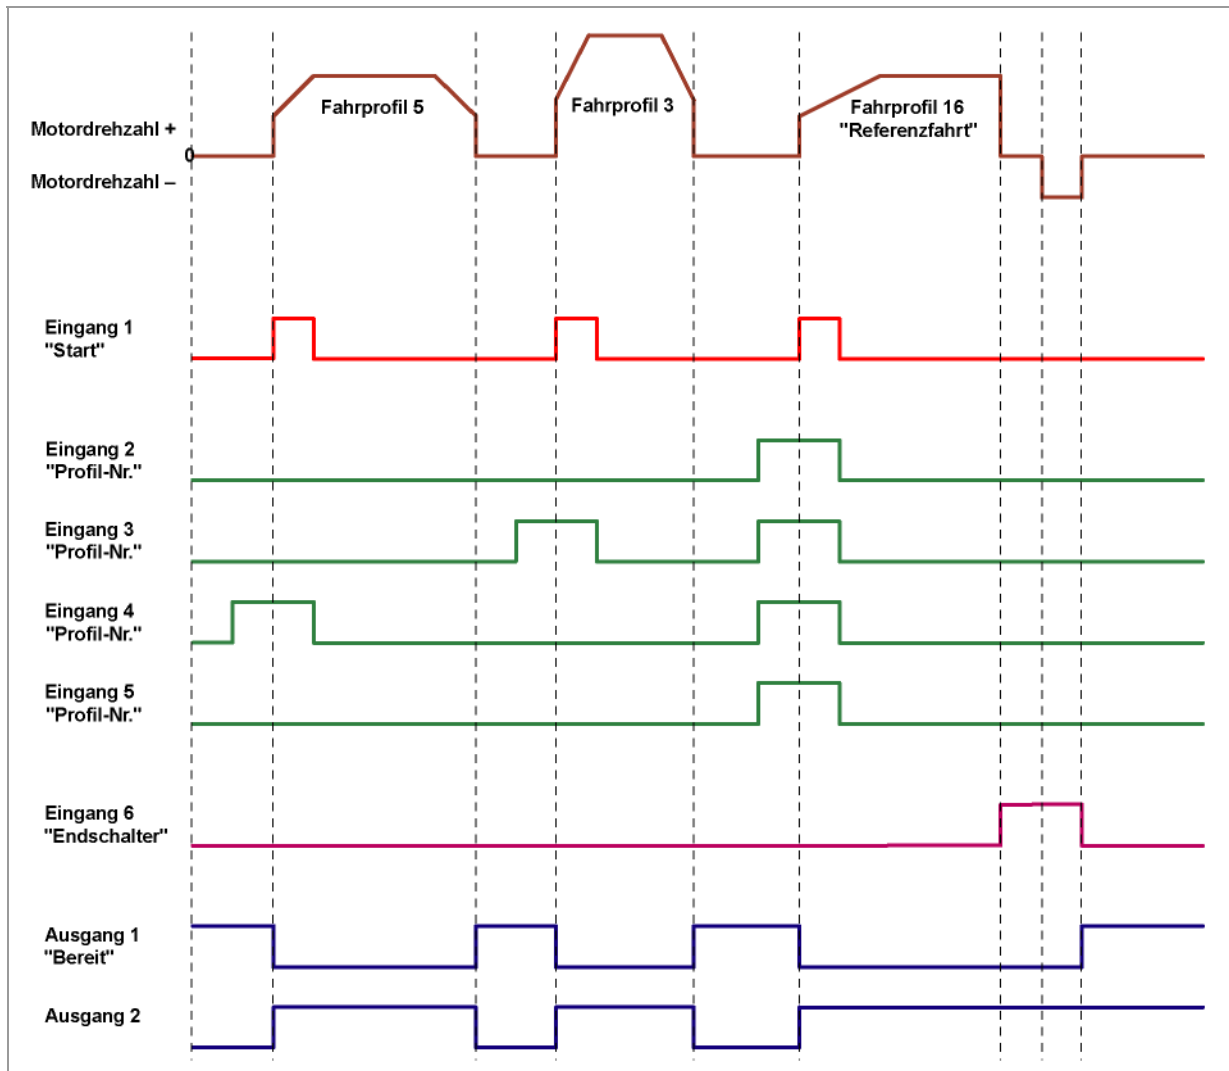 Fahrprofil 5
Fahrprofil 3
Fahrprofil 16
"Referenzfahrt"
Motordrehzahl +
0
Motordrehzahl –
Eingang 1
"Start"
Eingang 2
"Profil-Nr."
Eingang 3
"Profil-Nr."
Eingang 4
"Profil-Nr."
Eingang 5
"Profil-Nr."
Eingang 6
"Endschalter"
Ausgang 1
"Bereit"
Ausgang 2